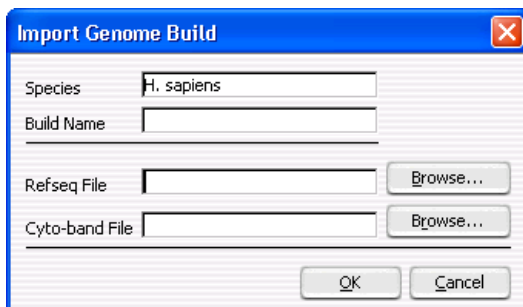 Import Genome Build
Species H. sapiens
Build Name
Refseq File Browse...
Cyto-band File Browse...
OK Cancel